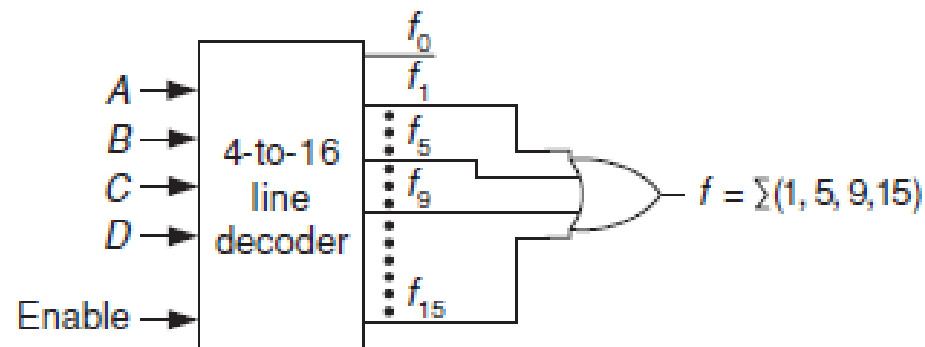 f₀
A
f₁
B
4-to-16
line
decoder
f₅
C
f₉
f = ∑(1, 5, 9,15)
D
f₁₅
Enable